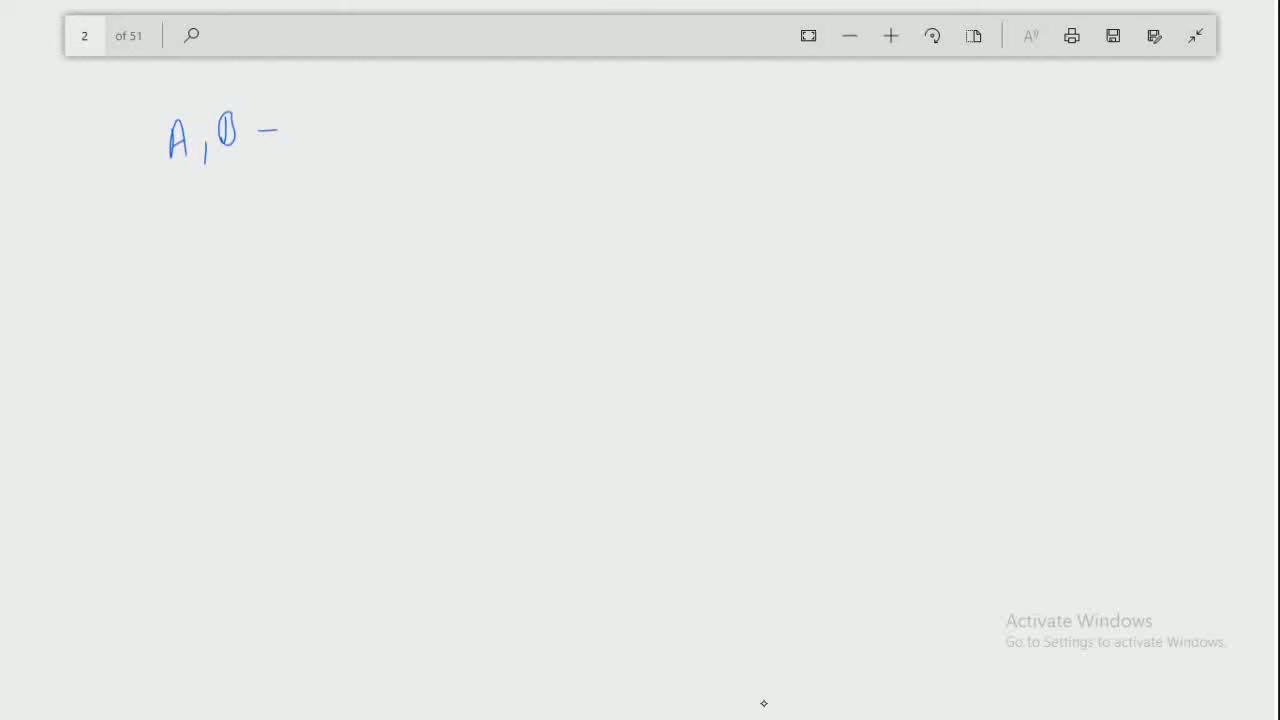 2 of 51
A, B -
Activate Windows
Go to Settings to activate Windows.